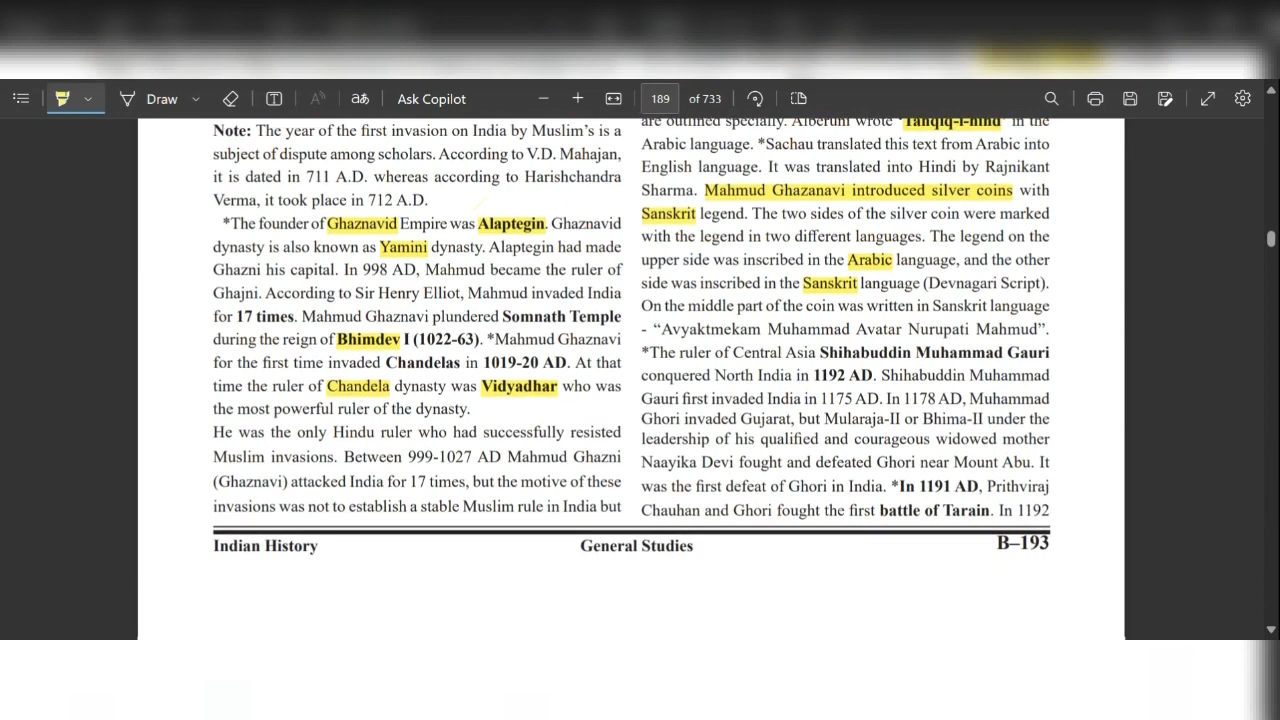 Draw
aあ
Ask Copilot
189
of 733
Note: The year of the first invasion on India by Muslim's is a
subject of dispute among scholars. According to V.D. Mahajan,
it is dated in 711 A.D. whereas according to Harishchandra
Verma, it took place in 712 A.D.
*The founder of Ghaznavid Empire was Alaptegin. Ghaznavid
dynasty is also known as Yamini dynasty. Alaptegin had made
Ghazni his capital. In 998 AD, Mahmud became the ruler of
Ghajni. According to Sir Henry Elliot, Mahmud invaded India
for 17 times. Mahmud Ghaznavi plundered Somnath Temple
during the reign of Bhimdev I (1022-63). *Mahmud Ghaznavi
for the first time invaded Chandelas in 1019-20 AD. At that
time the ruler of Chandela dynasty was Vidyadhar who was
the most powerful ruler of the dynasty.
He was the only Hindu ruler who had successfully resisted
Muslim invasions. Between 999-1027 AD Mahmud Ghazni
(Ghaznavi) attacked India for 17 times, but the motive of these
invasions was not to establish a stable Muslim rule in India but
are outlined specially. Alberuni wrote "Tahqiq-i-hind" in the
Arabic language. *Sachau translated this text from Arabic into
English language. It was translated into Hindi by Rajnikant
Sharma. Mahmud Ghazanavi introduced silver coins with
Sanskrit legend. The two sides of the silver coin were marked
with the legend in two different languages. The legend on the
upper side was inscribed in the Arabic language, and the other
side was inscribed in the Sanskrit language (Devnagari Script).
On the middle part of the coin was written in Sanskrit language
- “Avyaktmekam Muhammad Avatar Nurupati Mahmud”.
*The ruler of Central Asia Shihabuddin Muhammad Gauri
conquered North India in 1192 AD. Shihabuddin Muhammad
Gauri first invaded India in 1175 AD. In 1178 AD, Muhammad
Ghori invaded Gujarat, but Mularaja-II or Bhima-II under the
leadership of his qualified and courageous widowed mother
Naayika Devi fought and defeated Ghori near Mount Abu. It
was the first defeat of Ghori in India. *In 1191 AD, Prithviraj
Chauhan and Ghori fought the first battle of Tarain. In 1192
Indian History
General Studies
B–193